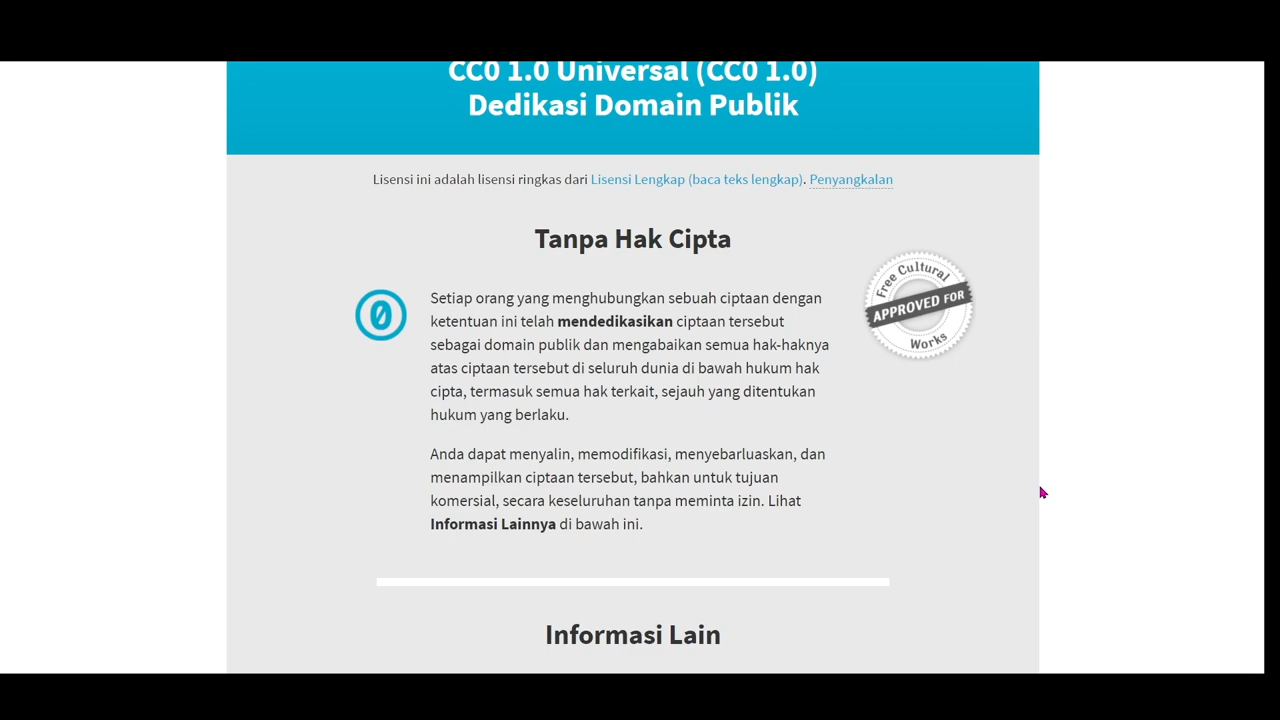 CC0 1.0 Universal (CC0 1.0)
Dedikasi Domain Publik
Lisensi ini adalah lisensi ringkas dari Lisensi Lengkap (baca teks lengkap). Penyangkalan
Tanpa Hak Cipta
Setiap orang yang menghubungkan sebuah ciptaan dengan
ketentuan ini telah mendedikasikan ciptaan tersebut
sebagai domain publik dan mengabaikan semua hak-haknya
atas ciptaan tersebut di seluruh dunia di bawah hukum hak
cipta, termasuk semua hak terkait, sejauh yang ditentukan
hukum yang berlaku.
Free Cultural
APPROVED FOR
Works
Anda dapat menyalin, memodifikasi, menyebarluaskan, dan
menampilkan ciptaan tersebut, bahkan untuk tujuan
komersial, secara keseluruhan tanpa meminta izin. Lihat
Informasi Lainnya di bawah ini.
Informasi Lain